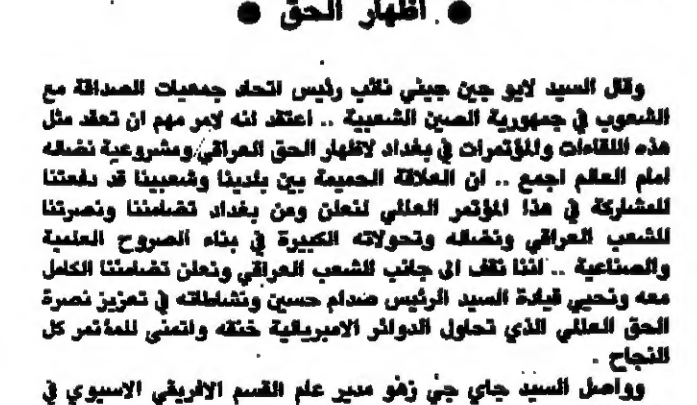 ● اظهار الحق ●
وقال السيد لايو جين جيني نائب رئيس اتحاد جمعيات الصداقة مع
الشعوب في جمهورية الصين الشعبية .. اعتقد انه لامر مهم ان تعقد مثل
هذه اللقاءات والمؤتمرات في بغداد لاظهار الحق العراقي ومشروعية نضاله
امام العالم اجمع .. ان العلاقة الحميمة بين بلدينا وشعبينا قد دفعتنا
للمشاركة في هذا المؤتمر العالمي لنعلن ومن بغداد تضامننا ونصرتنا
للشعب العراقي ونضاله وتحولاته الكبيرة في بناء الصروح العلمية
والصناعية .. اننا نقف الى جانب الشعب العراقي ونعلن تضامننا الكامل
معه ونحيي قيادة السيد الرئيس صدام حسين ونشاطاته في تعزيز نصرة
الحق العالمي الذي تحاول الدوائر الامبريالية خنقه واتمنى للمؤتمر كل
النجاح .
وواصل السيد جاي جي زهو مدير عام القسم الافريقي الاسيوي في